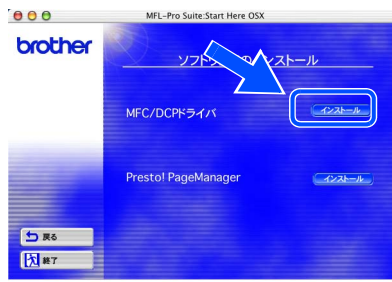 MFL-Pro Suite:Start Here OSX
brother
ソフト のインストール
MFC/DCPドライバ
インストール
Presto! PageManager
インストール
戻る
終了